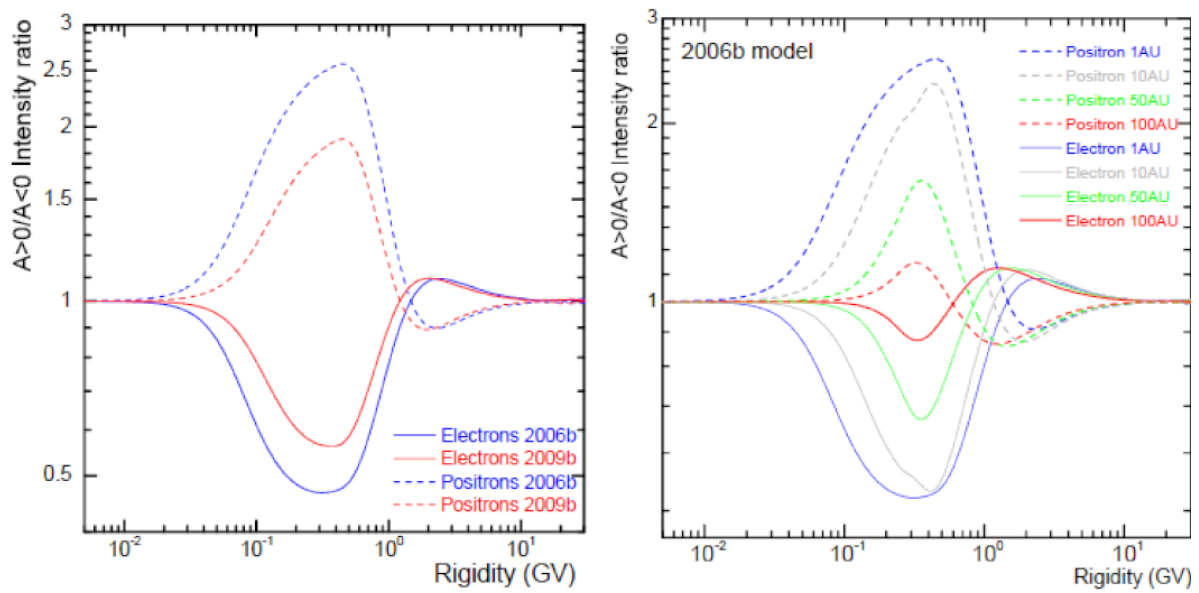 3
2.5
2
1.5
1
0.5
A>0/A<0 Intensity ratio
Electrons 2006b
Electrons 2009b
Positrons 2006b
Positrons 2009b
10⁻² 10⁻¹ 10⁰ 10¹
Rigidity (GV)
3
2
1
A>0/A<0 Intensity ratio
2006b model
Positron 1AU
Positron 10AU
Positron 50AU
Positron 100AU
Electron 1AU
Electron 10AU
Electron 50AU
Electron 100AU
10⁻² 10⁻¹ 10⁰ 10¹
Rigidity (GV)